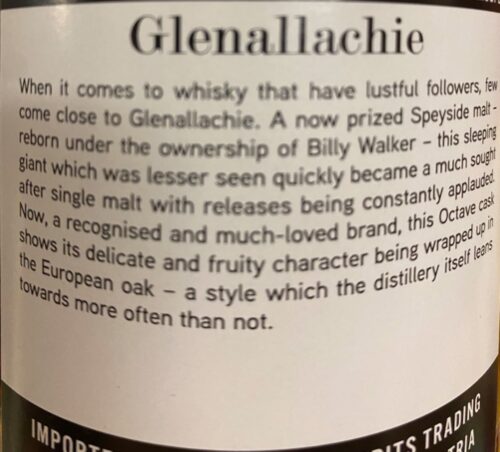 Glenallachie
When it comes to whisky that have lustful followers, few
come close to Glenallachie. A now prized Speyside malt -
reborn under the ownership of Billy Walker – this sleeping
giant which was lesser seen quickly became a much sought
after single malt with releases being constantly applauded.
Now, a recognised and much-loved brand, this Octave cask
shows its delicate and fruity character being wrapped up in
the European oak – a style which the distillery itself leans
towards more often than not.
TRADING